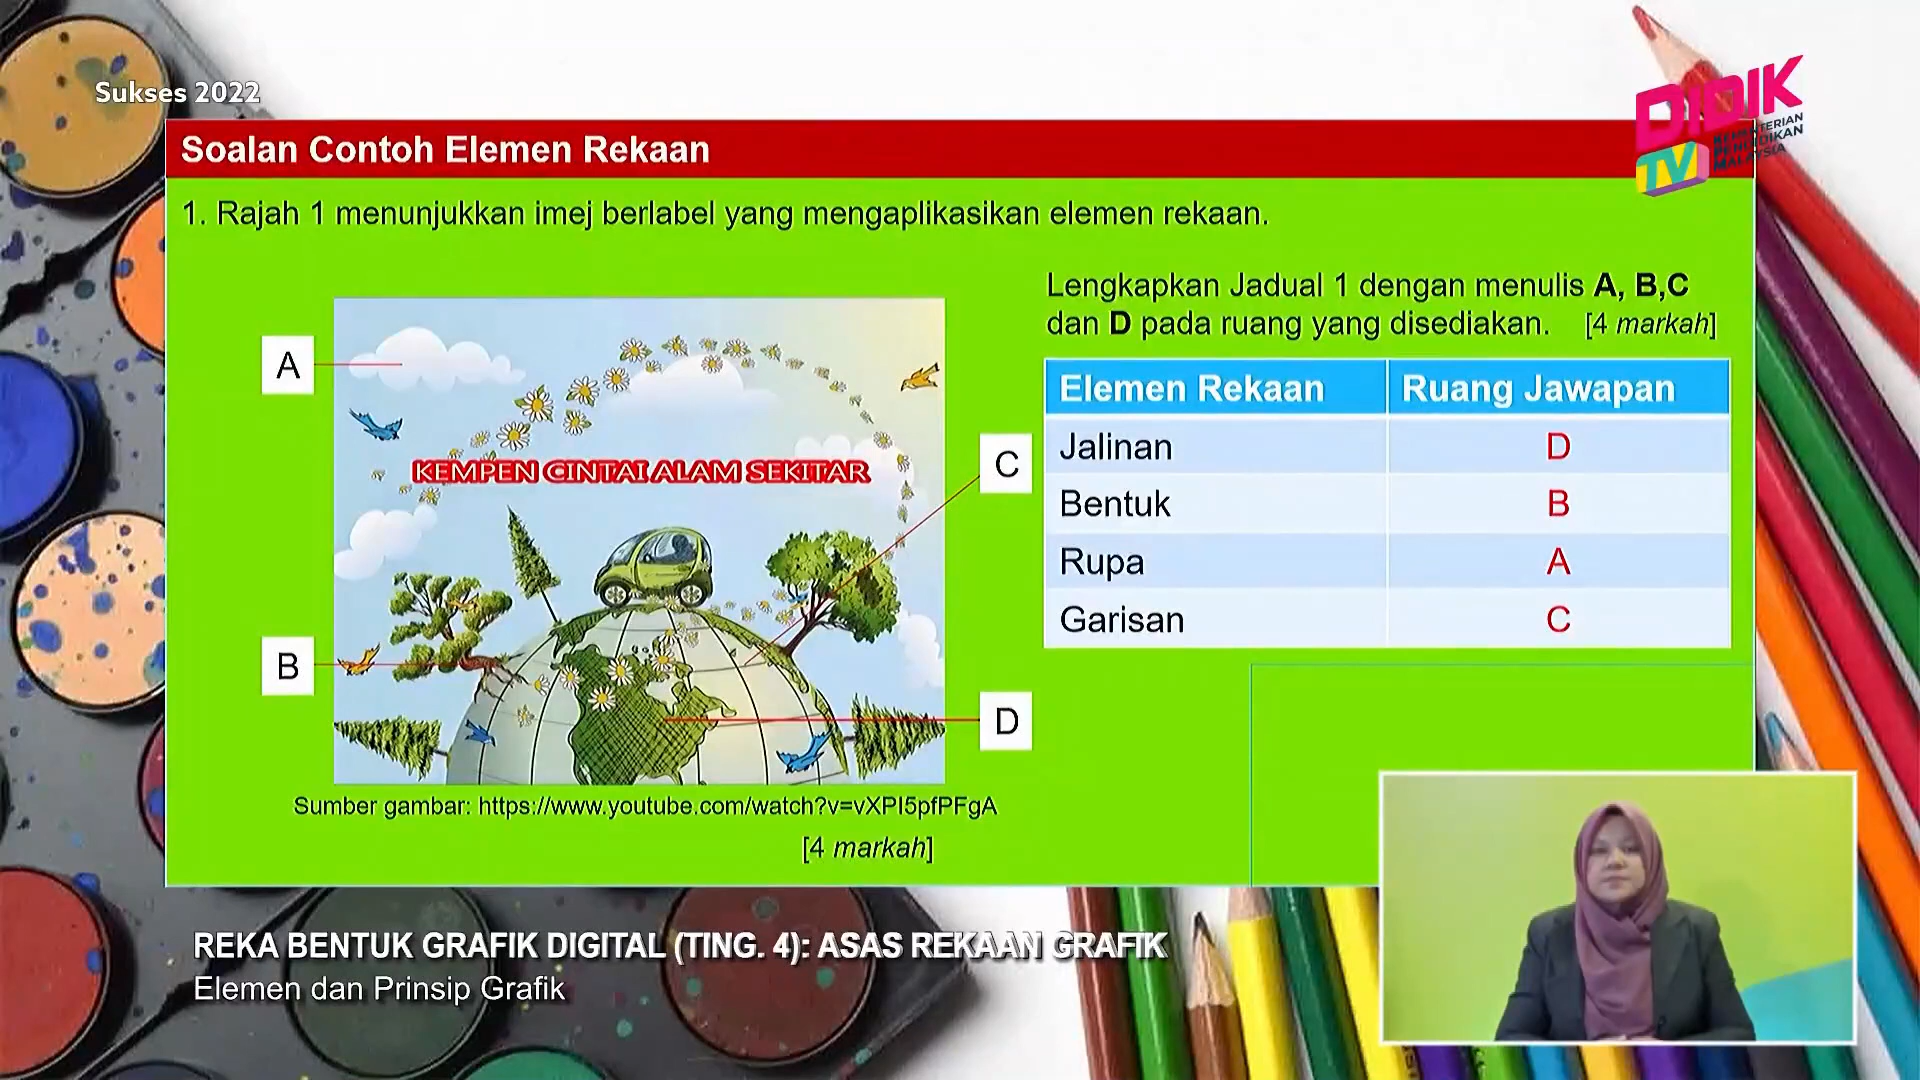 Sukses 2022
DIDIK
TV
KEMENTERIAN
PENDIDIKAN
MALAYSIA
Soalan Contoh Elemen Rekaan
1. Rajah 1 menunjukkan imej berlabel yang mengaplikasikan elemen rekaan.
Lengkapkan Jadual 1 dengan menulis A, B,C
dan D pada ruang yang disediakan. [4 markah]
A
KEMPEN CINTAI ALAM SEKITAR
C
B
D
Elemen Rekaan Ruang Jawapan
Jalinan D
Bentuk B
Rupa A
Garisan C
Sumber gambar: https://www.youtube.com/watch?v=vXPI5pfPFgA
[4 markah]
REKA BENTUK GRAFIK DIGITAL (TING. 4): ASAS REKAAN GRAFIK
Elemen dan Prinsip Grafik